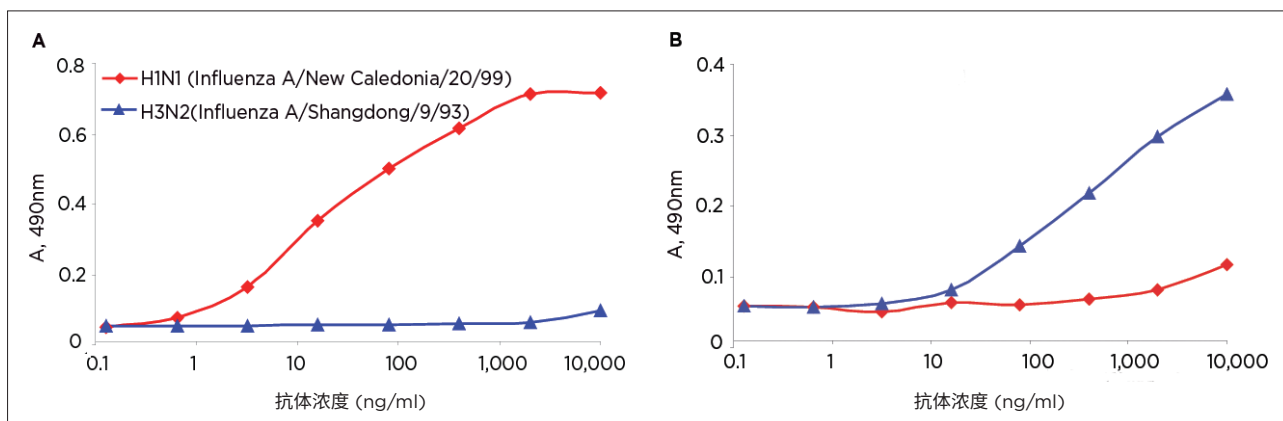 A
0.8
H1N1 (Influenza A/New Caledonia/20/99)
H3N2(Influenza A/Shangdong/9/93)
0.6
0.4
0.2
0
A, 490nm
0.1 1 10 100 1,000 10,000
抗体浓度 (ng/ml)
B
0.4
0.3
0.2
0.1
0
A, 490nm
0.1 1 10 100 1,000 10,000
抗体浓度 (ng/ml)